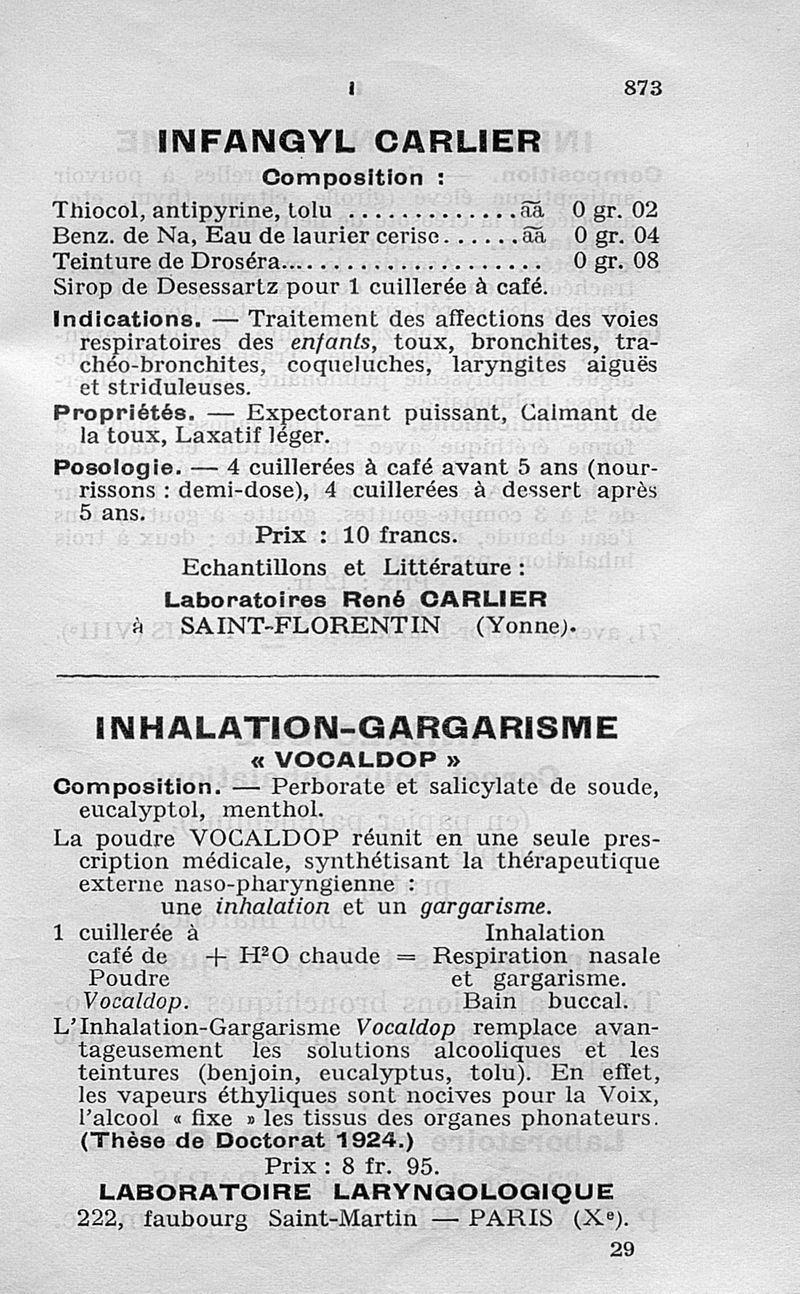 I 873
INFANGYL CARLIER
Composition :
Thiocol, antipyrine, tolu .............āā 0 gr. 02
Benz. de Na, Eau de laurier cerise......āā 0 gr. 04
Teinture de Droséra.................... 0 gr. 08
Sirop de Desessartz pour 1 cuillerée à café.
Indications. — Traitement des affections des voies
respiratoires des enfants, toux, bronchites, tra-
chéo-bronchites, coqueluches, laryngites aiguës
et striduleuses.
Propriétés. — Expectorant puissant, Calmant de
la toux, Laxatif léger.
Posologie. — 4 cuillerées à café avant 5 ans (nour-
rissons : demi-dose), 4 cuillerées à dessert après
5 ans.
Prix : 10 francs.
Echantillons et Littérature :
Laboratoires René CARLIER
à SAINT-FLORENTIN (Yonne).
INHALATION-GARGARISME
« VOCALDOP »
Composition. — Perborate et salicylate de soude,
eucalyptol, menthol.
La poudre VOCALDOP réunit en une seule pres-
cription médicale, synthétisant la thérapeutique
externe naso-pharyngienne :
une inhalation et un gargarisme.
1 cuillerée à Inhalation
café de + H²O chaude = Respiration nasale
Poudre et gargarisme.
Vocaldop. Bain buccal.
L'Inhalation-Gargarisme Vocaldop remplace avan-
tageusement les solutions alcooliques et les
teintures (benjoin, eucalyptus, tolu). En effet,
les vapeurs éthyliques sont nocives pour la Voix,
l'alcool « fixe » les tissus des organes phonateurs.
(Thèse de Doctorat 1924.)
Prix : 8 fr. 95.
LABORATOIRE LARYNGOLOGIQUE
222, faubourg Saint-Martin — PARIS (Xᵉ).
29